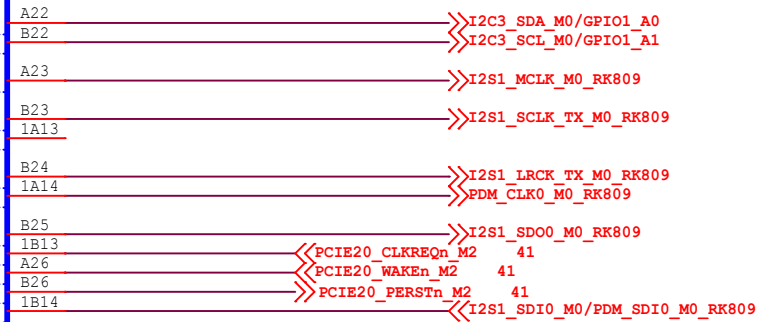 A22 I2C3_SDA_M0/GPIO1_A0
B22 I2C3_SCL_M0/GPIO1_A1
A23 I2S1_MCLK_M0_RK809
B23 I2S1_SCLK_TX_M0_RK809
1A13
B24 I2S1_LRCK_TX_M0_RK809
1A14 PDM_CLK0_M0_RK809
B25 I2S1_SDO0_M0_RK809
1B13 PCIE20_CLKREQn_M2 41
A26 PCIE20_WAKEn_M2 41
B26 PCIE20_PERSTn_M2 41
1B14 I2S1_SDI0_M0/PDM_SDI0_M0_RK809